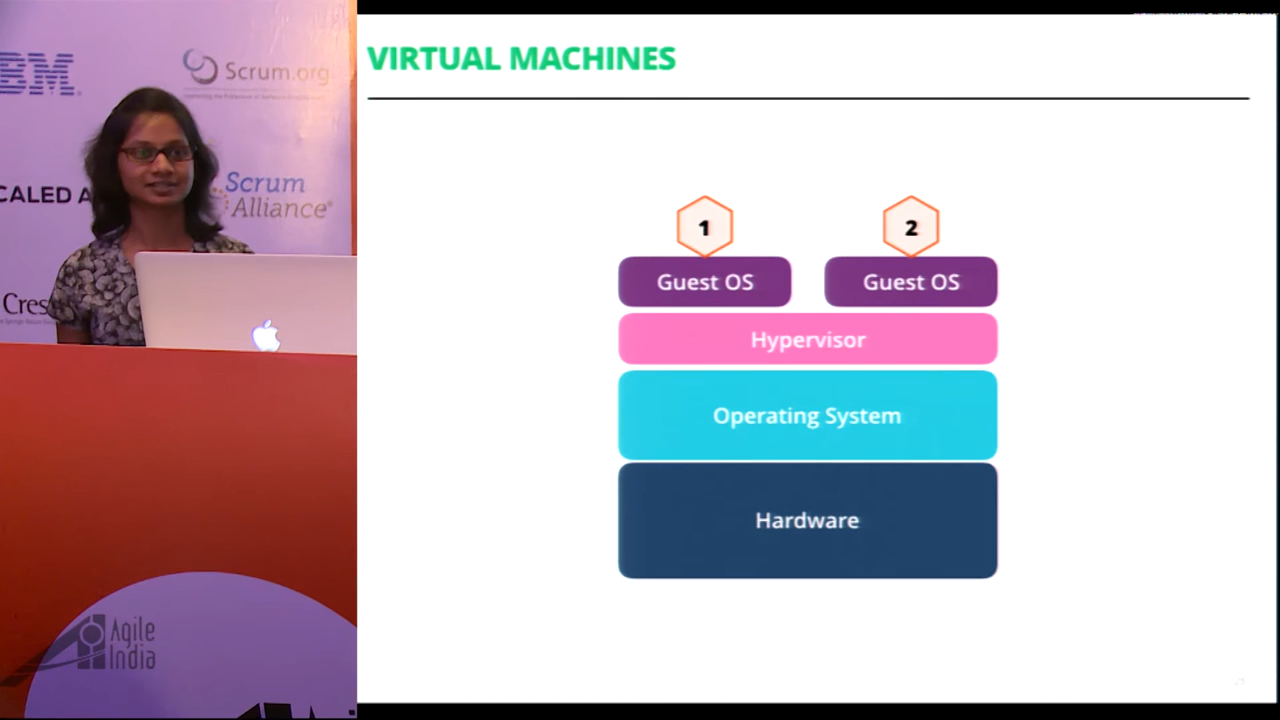 VIRTUAL MACHINES
1
2
Guest OS
Guest OS
Hypervisor
Operating System
Hardware
BM
Scrum.org
CALED A
Scrum
Alliance®
Cres
Agile
India